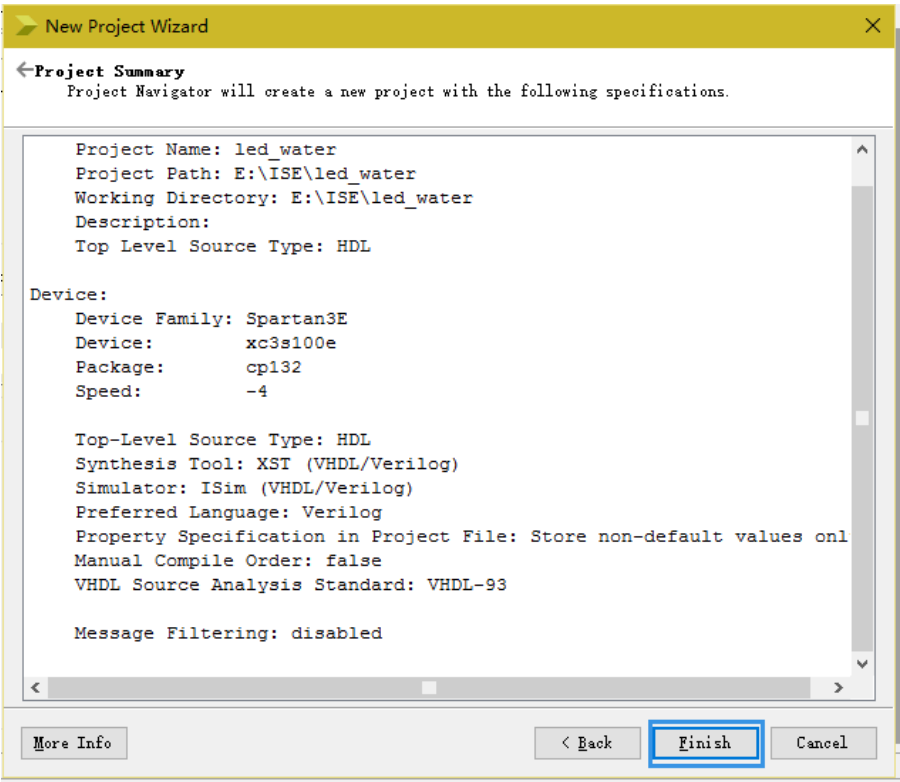 New Project Wizard
Project Summary
Project Navigator will create a new project with the following specifications.
Project Name: led_water
Project Path: E:\ISE\led_water
Working Directory: E:\ISE\led_water
Description:
Top Level Source Type: HDL
Device:
Device Family: Spartan3E
Device: xc3s100e
Package: cp132
Speed: -4
Top-Level Source Type: HDL
Synthesis Tool: XST (VHDL/Verilog)
Simulator: ISim (VHDL/Verilog)
Preferred Language: Verilog
Property Specification in Project File: Store non-default values onl
Manual Compile Order: false
VHDL Source Analysis Standard: VHDL-93
Message Filtering: disabled
More Info
< Back
Finish
Cancel